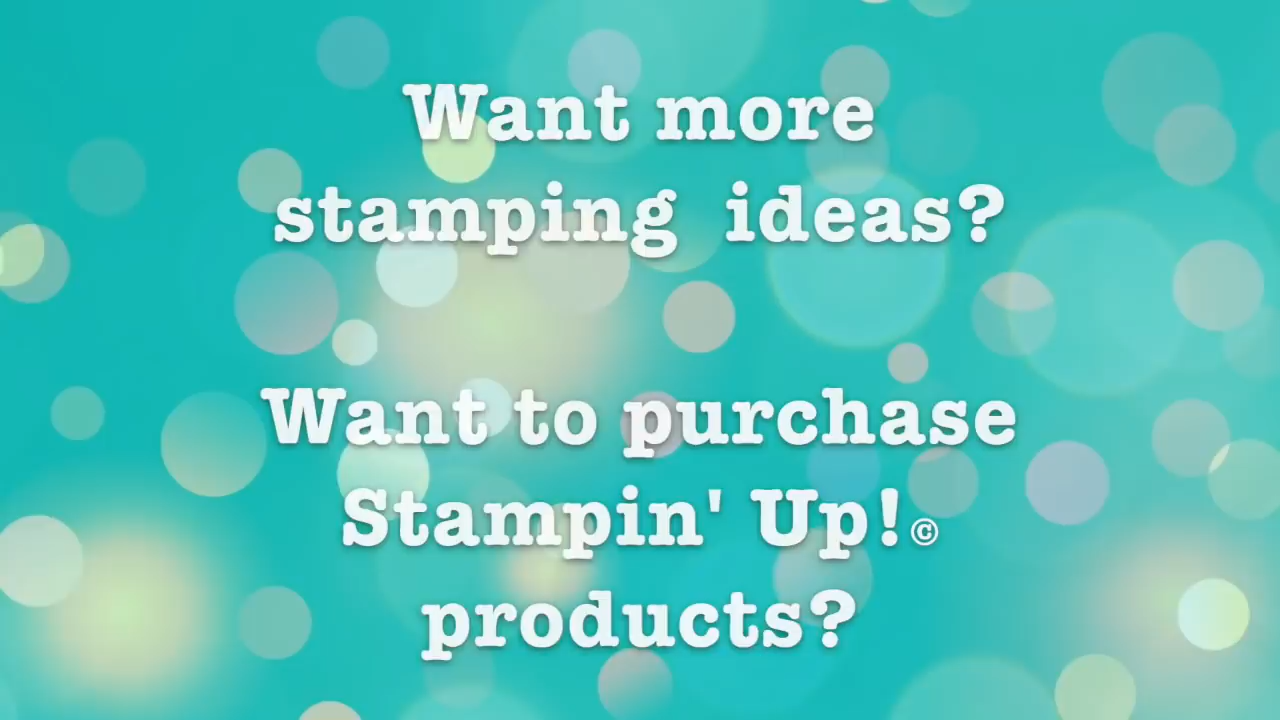 Want more
stamping ideas?
Want to purchase
Stampin' Up!©
products?